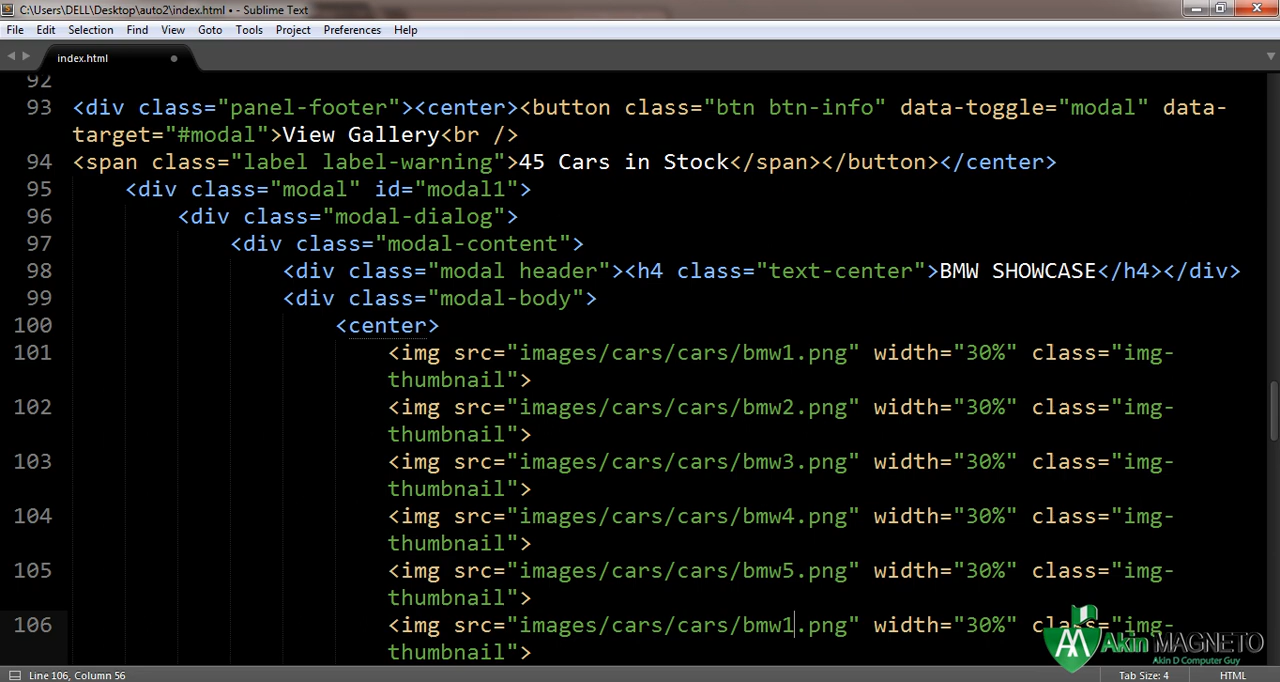 C:\Users\DELL\Desktop\auto2\index.html • - Sublime Text
File Edit Selection Find View Goto Tools Project Preferences Help
index.html
92
93 <div class="panel-footer"><center><button class="btn btn-info" data-toggle="modal" data-
target="#modal">View Gallery<br />
94 <span class="label label-warning">45 Cars in Stock</span></button></center>
95 <div class="modal" id="modal1">
96 <div class="modal-dialog">
97 <div class="modal-content">
98 <div class="modal header"><h4 class="text-center">BMW SHOWCASE</h4></div>
99 <div class="modal-body">
100 <center>
101 <img src="images/cars/cars/bmw1.png" width="30%" class="img-
thumbnail">
102 <img src="images/cars/cars/bmw2.png" width="30%" class="img-
thumbnail">
103 <img src="images/cars/cars/bmw3.png" width="30%" class="img-
thumbnail">
104 <img src="images/cars/cars/bmw4.png" width="30%" class="img-
thumbnail">
105 <img src="images/cars/cars/bmw5.png" width="30%" class="img-
thumbnail">
106 <img src="images/cars/cars/bmw1.png" width="30%" class="img-
thumbnail">
Akin MAGNETO
Akin D Computer Guy
Line 106, Column 56 Tab Size: 4 HTML